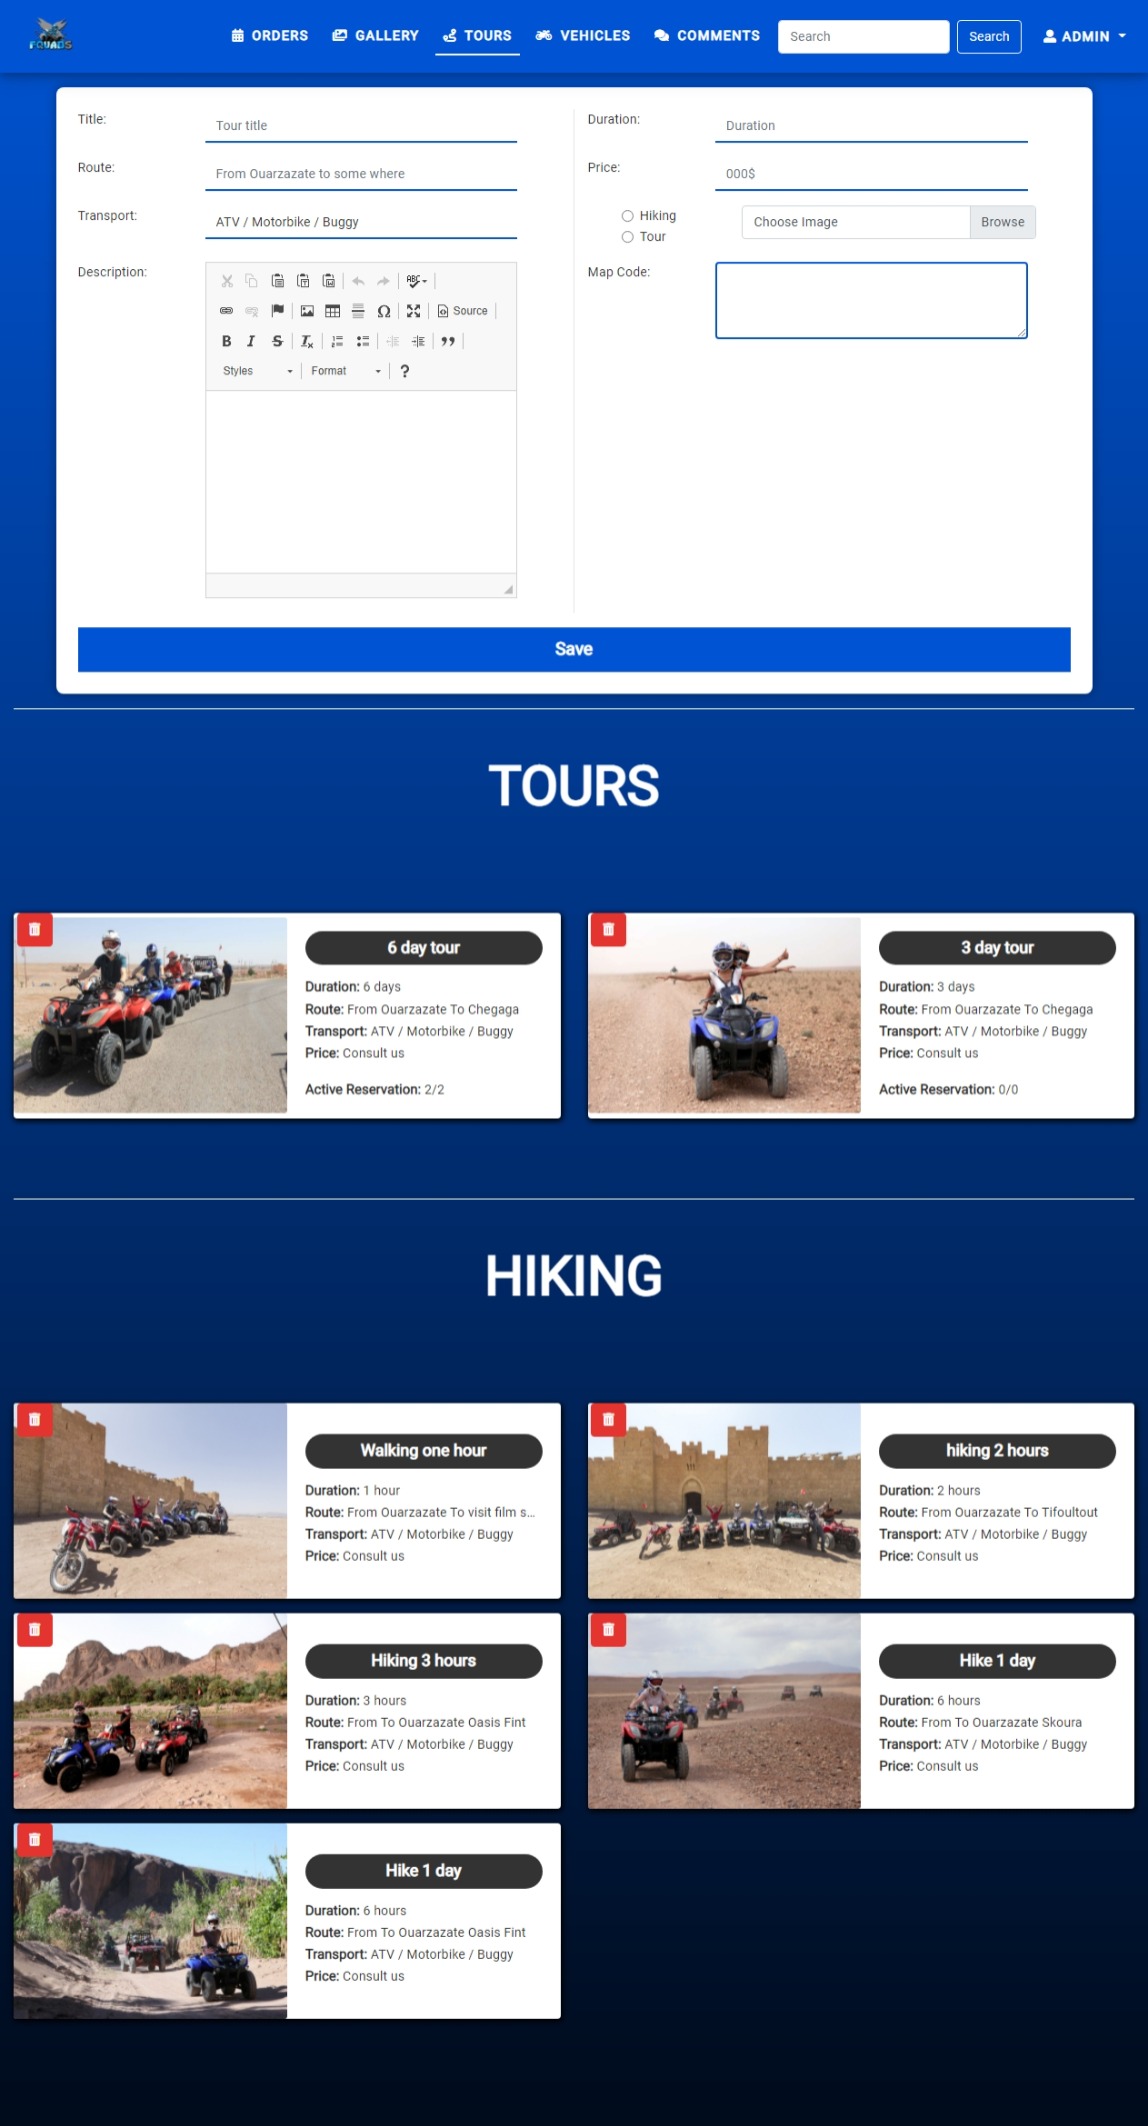 FQUADS
ORDERS
GALLERY
TOURS
VEHICLES
COMMENTS
Search
Search
ADMIN
Title:
Tour title
Route:
From Ouarzazate to some where
Transport:
ATV / Motorbike / Buggy
Description:
ABC
Source
B I S Tx
Styles
Format
?
Duration:
Duration
Price:
000$
Hiking
Tour
Choose Image
Browse
Map Code:
Save
TOURS
6 day tour
Duration: 6 days
Route: From Ouarzazate To Chegaga
Transport: ATV / Motorbike / Buggy
Price: Consult us
Active Reservation: 2/2
3 day tour
Duration: 3 days
Route: From Ouarzazate To Chegaga
Transport: ATV / Motorbike / Buggy
Price: Consult us
Active Reservation: 0/0
HIKING
Walking one hour
Duration: 1 hour
Route: From Ouarzazate To visit film s...
Transport: ATV / Motorbike / Buggy
Price: Consult us
hiking 2 hours
Duration: 2 hours
Route: From Ouarzazate To Tifoultout
Transport: ATV / Motorbike / Buggy
Price: Consult us
Hiking 3 hours
Duration: 3 hours
Route: From To Ouarzazate Oasis Fint
Transport: ATV / Motorbike / Buggy
Price: Consult us
Hike 1 day
Duration: 6 hours
Route: From To Ouarzazate Skoura
Transport: ATV / Motorbike / Buggy
Price: Consult us
Hike 1 day
Duration: 6 hours
Route: From To Ouarzazate Oasis Fint
Transport: ATV / Motorbike / Buggy
Price: Consult us